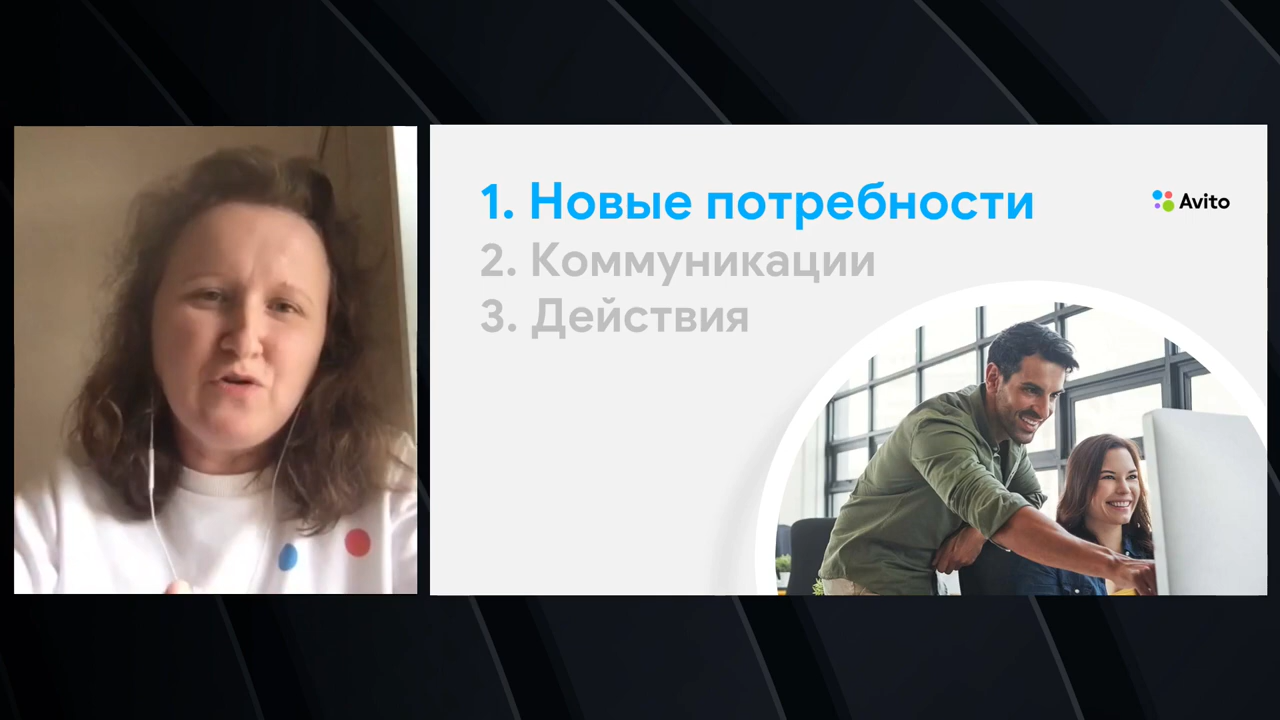 1. Новые потребности
Avito
2. Коммуникации
3. Действия